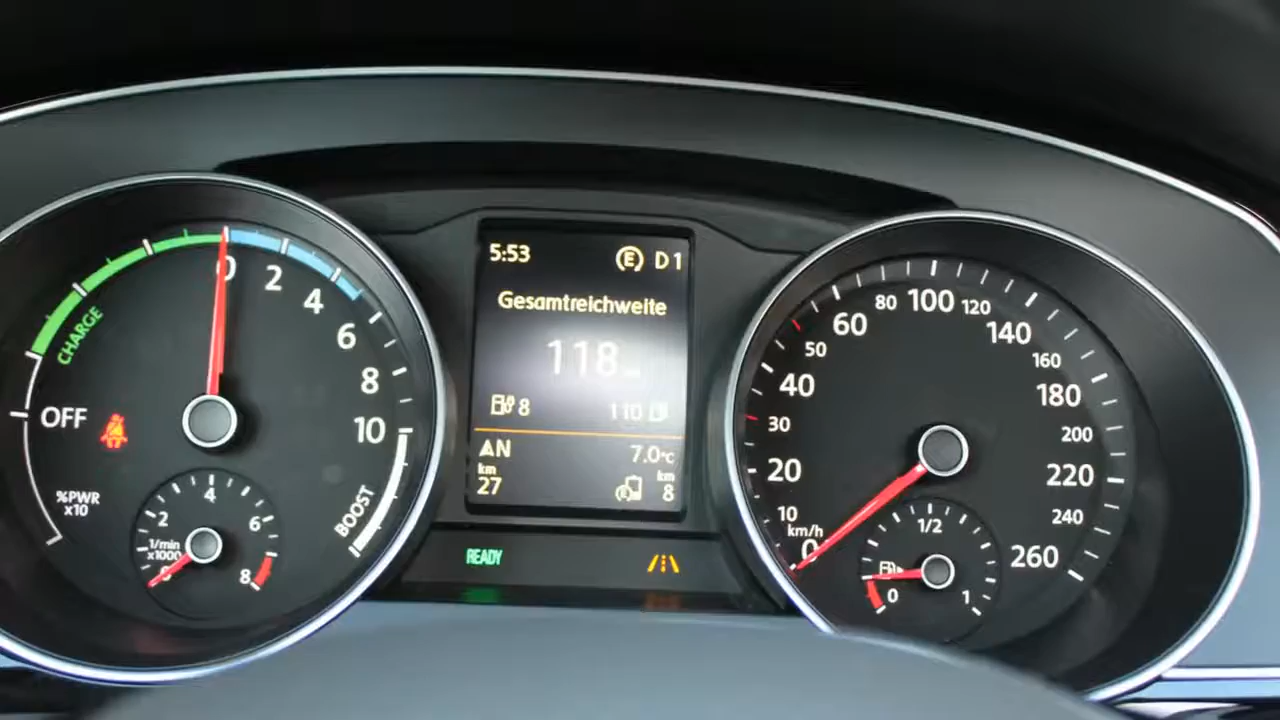 0
2
4
6
8
10
CHARGE
OFF
%PWR
x10
BOOST
2
4
6
8
1/min
x1000
0
5:53
E D1
Gesamtreichweite
118
8 110
AN 7.0°C
km km
27 E 8
READY
0
10
20
30
40
50
60
80
100
120
140
160
180
200
220
240
260
km/h
1/2
0
1